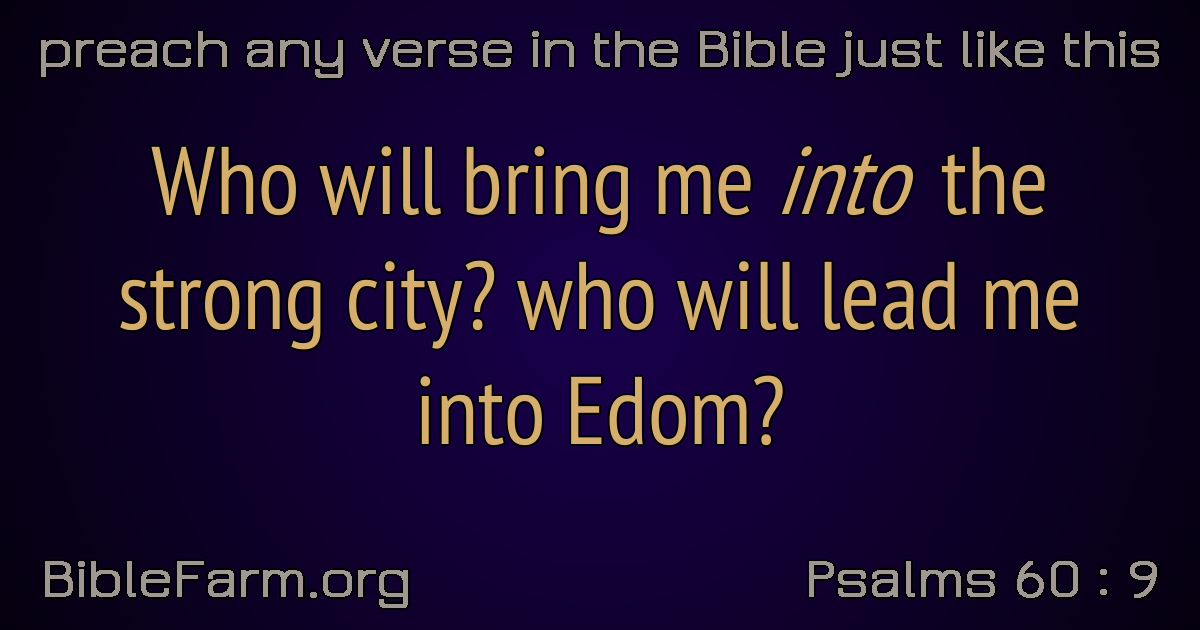 preach any verse in the Bible just like this
Who will bring me into the
strong city? who will lead me
into Edom?
BibleFarm.org
Psalms 60 : 9